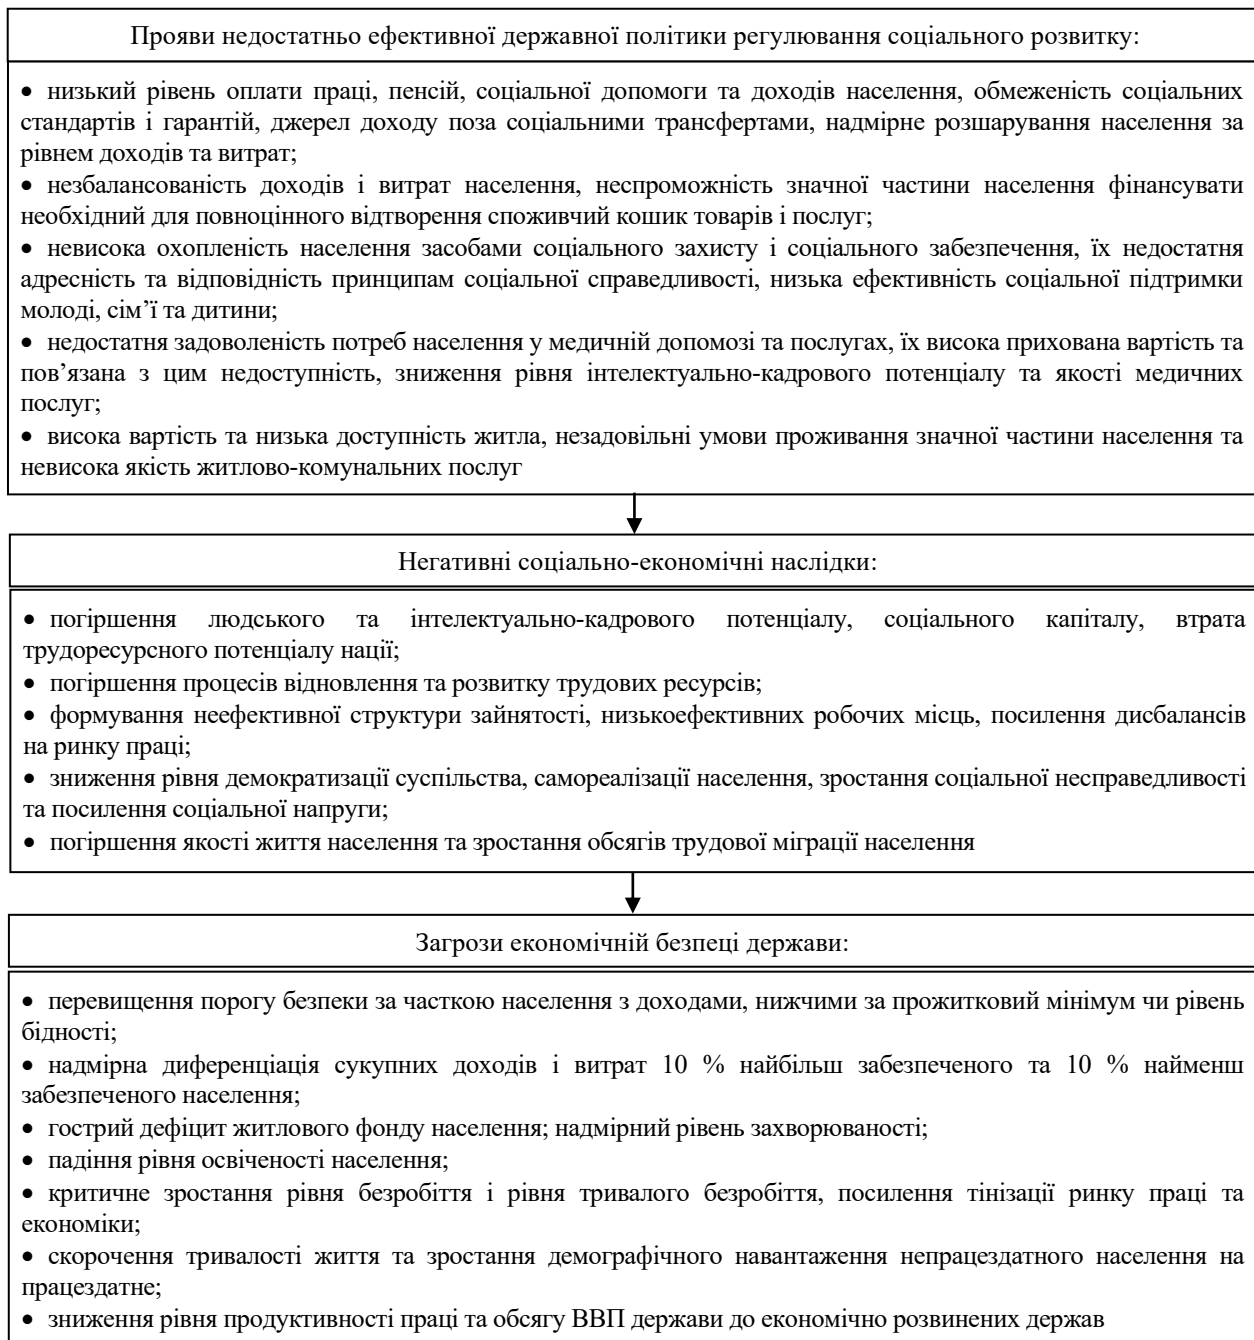 Прояви недостатньо ефективної державної політики регулювання соціального розвитку:
• низький рівень оплати праці, пенсій, соціальної допомоги та доходів населення, обмеженість соціальних
стандартів і гарантій, джерел доходу поза соціальними трансфертами, надмірне розшарування населення за
рівнем доходів та витрат;
• незбалансованість доходів і витрат населення, неспроможність значної частини населення фінансувати
необхідний для повноцінного відтворення споживчий кошик товарів і послуг;
• невисока охопленість населення засобами соціального захисту і соціального забезпечення, їх недостатня
адресність та відповідність принципам соціальної справедливості, низька ефективність соціальної підтримки
молоді, сім’ї та дитини;
• недостатня задоволеність потреб населення у медичній допомозі та послугах, їх висока прихована вартість та
пов’язана з цим недоступність, зниження рівня інтелектуально-кадрового потенціалу та якості медичних
послуг;
• висока вартість та низька доступність житла, незадовільні умови проживання значної частини населення та
невисока якість житлово-комунальних послуг
Негативні соціально-економічні наслідки:
• погіршення людського та інтелектуально-кадрового потенціалу, соціального капіталу, втрата
трудоресурсного потенціалу нації;
• погіршення процесів відновлення та розвитку трудових ресурсів;
• формування неефективної структури зайнятості, низькоефективних робочих місць, посилення дисбалансів
на ринку праці;
• зниження рівня демократизації суспільства, самореалізації населення, зростання соціальної несправедливості
та посилення соціальної напруги;
• погіршення якості життя населення та зростання обсягів трудової міграції населення
Загрози економічній безпеці держави:
• перевищення порогу безпеки за часткою населення з доходами, нижчими за прожитковий мінімум чи рівень
бідності;
• надмірна диференціація сукупних доходів і витрат 10 % найбільш забезпеченого та 10 % найменш
забезпеченого населення;
• гострий дефіцит житлового фонду населення; надмірний рівень захворюваності;
• падіння рівня освіченості населення;
• критичне зростання рівня безробіття і рівня тривалого безробіття, посилення тінізації ринку праці та
економіки;
• скорочення тривалості життя та зростання демографічного навантаження непрацездатного населення на
працездатне;
• зниження рівня продуктивності праці та обсягу ВВП держави до економічно розвинених держав